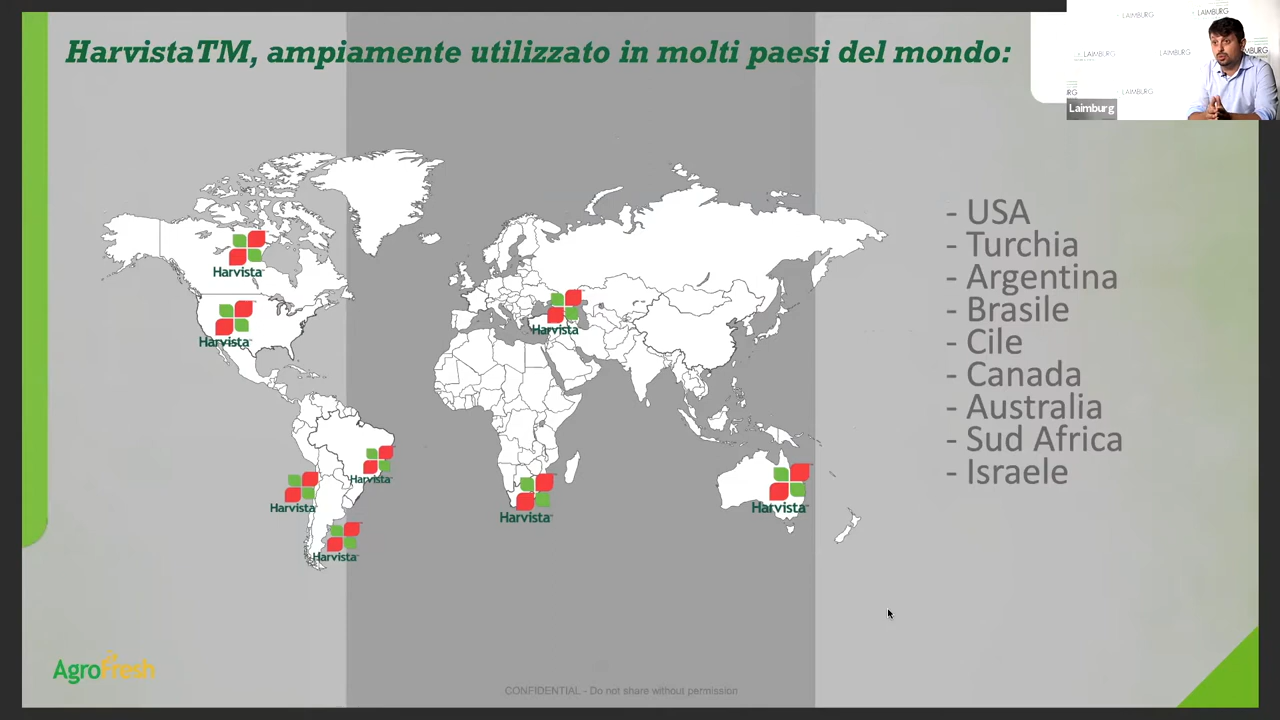 HarvistaTM, ampiamente utilizzato in molti paesi del mondo:
LAIMBURG
LAIMBURG
LAIMBURG
LAIMBURG
LAIMBURG
Laimburg
- USA
- Turchia
- Argentina
- Brasile
- Cile
- Canada
- Australia
- Sud Africa
- Israele
Harvista
Harvista
Harvista
Harvista
Harvista
Harvista
Harvista
Harvista
AgroFresh
CONFIDENTIAL - Do not share without permission